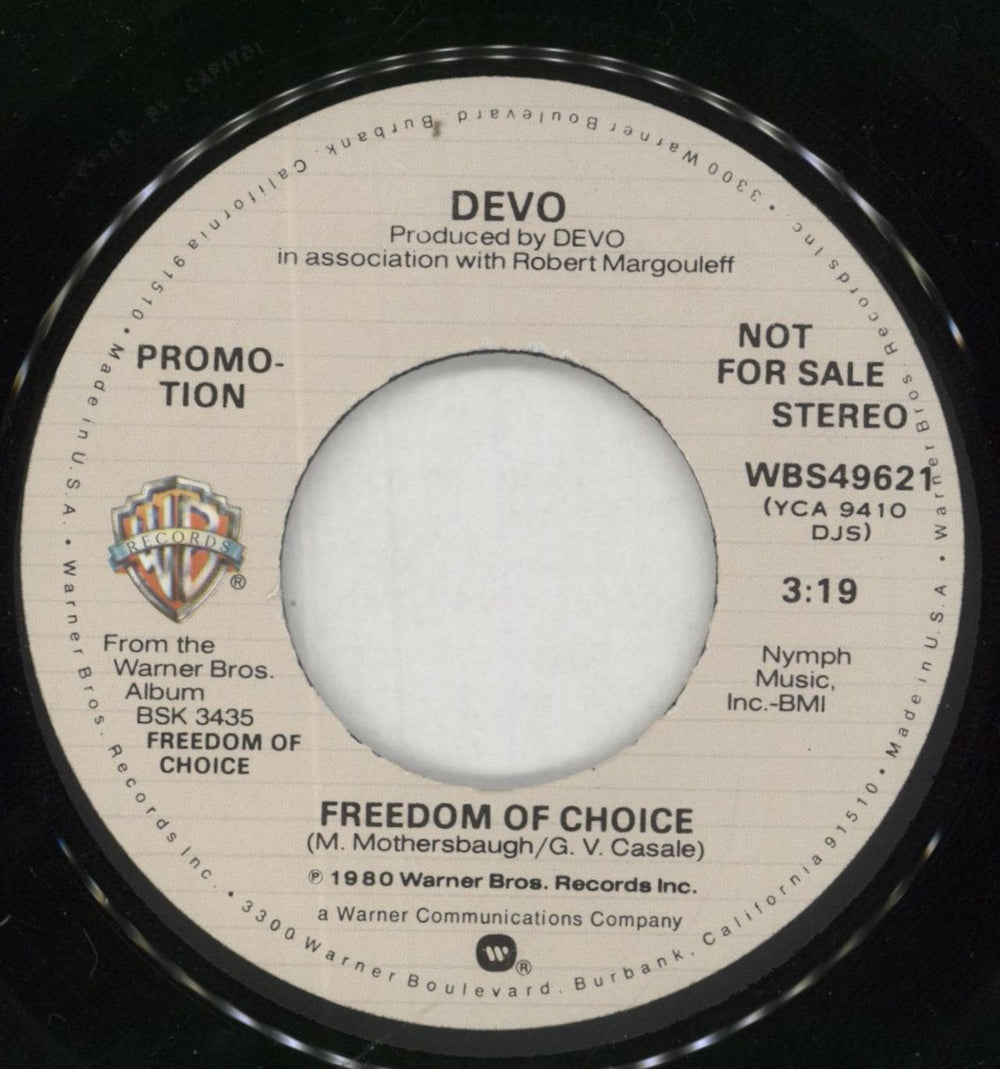 DEVO
Produced by DEVO
in association with Robert Margouleff
PROMO-
TION
NOT
FOR SALE
STEREO
WBS49621
(YCA 9410
DJS)
3:19
Nymph
Music,
Inc.-BMI
WB
RECORDS
®
From the
Warner Bros.
Album
BSK 3435
FREEDOM OF
CHOICE
FREEDOM OF CHOICE
(M. Mothersbaugh/G. V. Casale)
℗ 1980 Warner Bros. Records Inc.
a Warner Communications Company
W ®
Warner Bros. Records Inc. • 3300 Warner Boulevard. Burbank. California 91510 • Made in U.S.A. • Warner Bros. Records Inc. • 3300 Warner Boulevard. Burbank. California 91510 • Made in U.S.A. •
CAPITOL